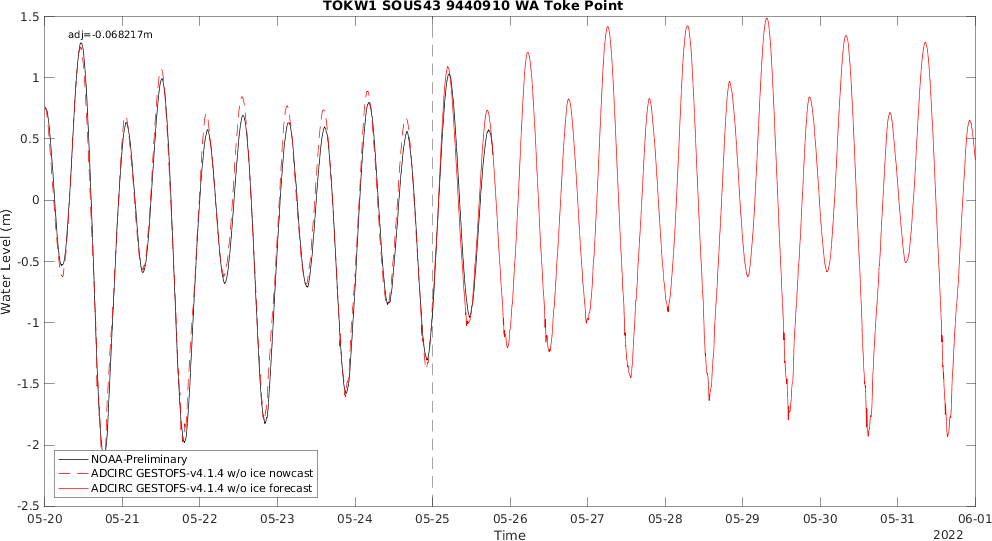 TOKW1 SOUS43 9440910 WA Toke Point
adj=-0.068217m
1.5
1
0.5
0
-0.5
-1
-1.5
-2
-2.5
Water Level (m)
NOAA-Preliminary
ADCIRC GESTOFS-v4.1.4 w/o ice nowcast
ADCIRC GESTOFS-v4.1.4 w/o ice forecast
05-20 05-21 05-22 05-23 05-24 05-25 05-26 05-27 05-28 05-29 05-30 05-31 06-01
Time
2022